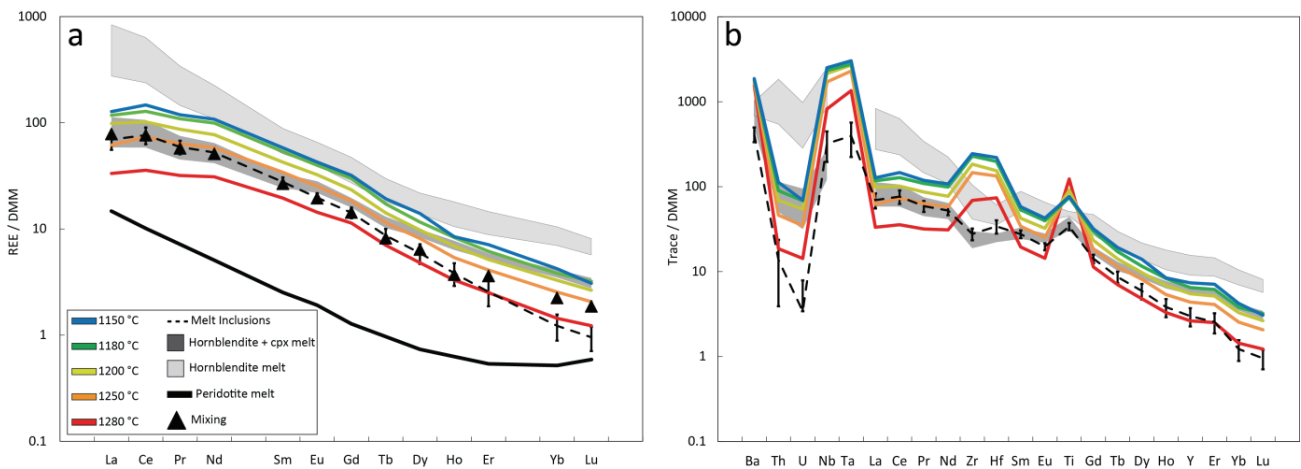 a
REE / DMM
1000
100
10
1
0.1
1150 °C
1180 °C
1200 °C
1250 °C
1280 °C
Melt Inclusions
Hornblendite + cpx melt
Hornblendite melt
Peridotite melt
Mixing
La Ce Pr Nd Sm Eu Gd Tb Dy Ho Er Yb Lu
b
Trace / DMM
10000
1000
100
10
1
0.1
Ba Th U Nb Ta La Ce Pr Nd Zr Hf Sm Eu Ti Gd Tb Dy Ho Y Er Yb Lu